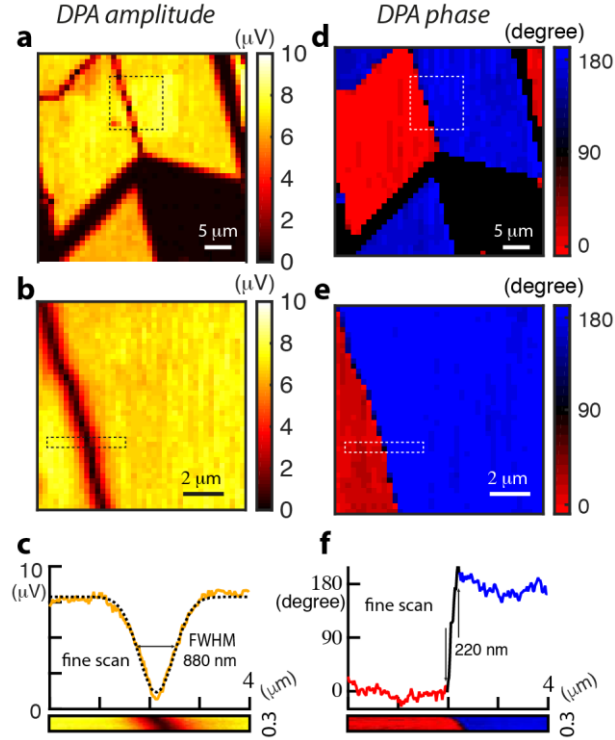 DPA amplitude
DPA phase
a
(μV)
10
8
6
4
2
0
5 μm
d
(degree)
180
90
0
5 μm
b
(μV)
10
8
6
4
2
0
2 μm
e
(degree)
180
90
0
2 μm
c
10
(μV)
fine scan
FWHM
880 nm
0
4
(μm)
0.3
f
180
(degree)
fine scan
90
220 nm
0
4
(μm)
0.3